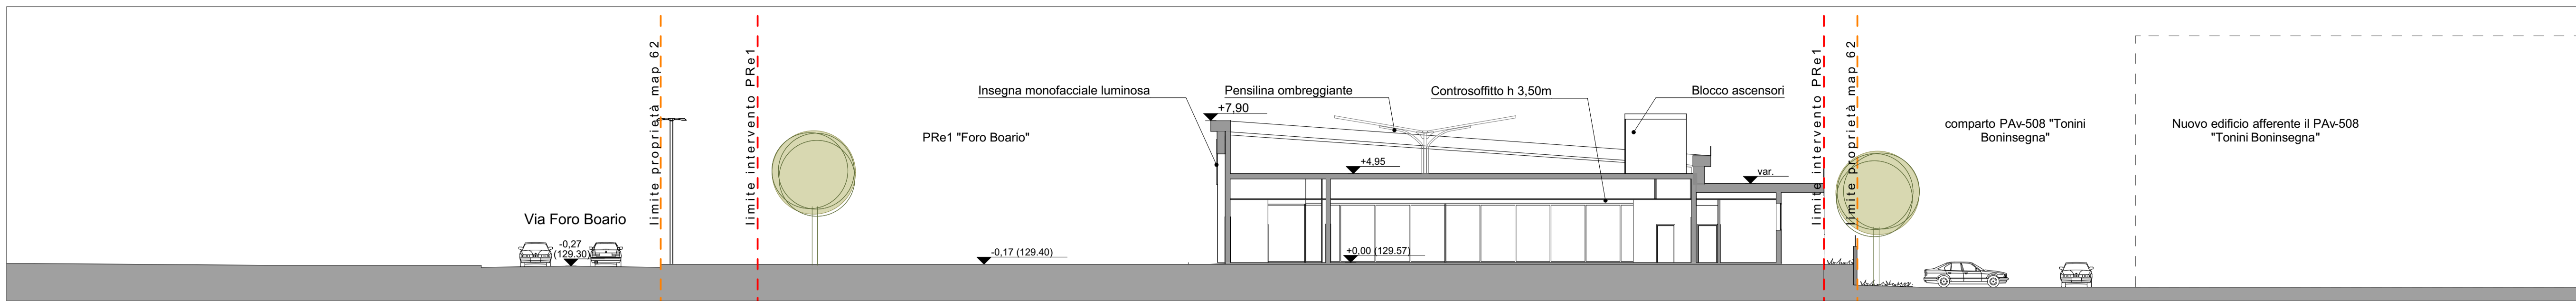 limite proprietà map 62
limite intervento PRe1
limite intervento PRe1
limite proprietà map 62
Insegna monofacciale luminosa
Pensilina ombreggiante
Controsoffitto h 3,50m
Blocco ascensori
+7,90
PRe1 "Foro Boario"
comparto PAv-508 "Tonini
Boninsegna"
Nuovo edificio afferente il PAv-508
"Tonini Boninsegna"
+4,95
var.
Via Foro Boario
-0,27
(129.30)
-0,17 (129.40)
+0,00 (129.57)